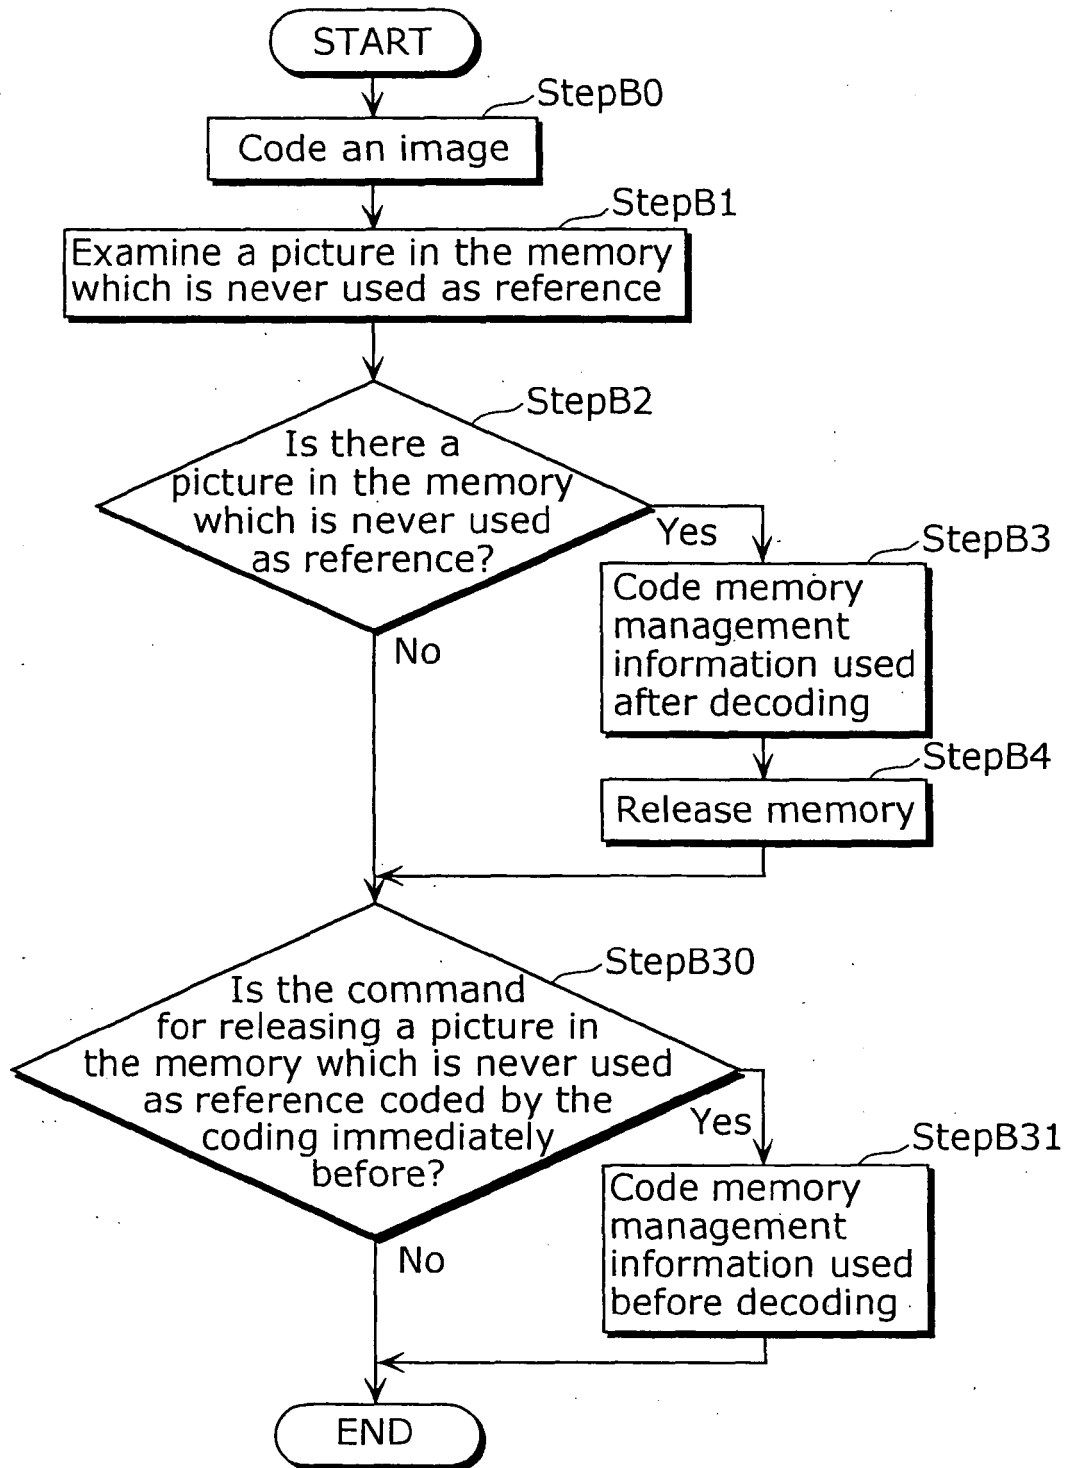 START
StepB0
Code an image
StepB1
Examine a picture in the memory
which is never used as reference
StepB2
Is there a
picture in the memory
which is never used
as reference?
Yes
StepB3
Code memory
management
information used
after decoding
No
StepB4
Release memory
StepB30
Is the command
for releasing a picture in
the memory which is never used
as reference coded by the
coding immediately
before?
Yes
StepB31
Code memory
management
information used
before decoding
No
END